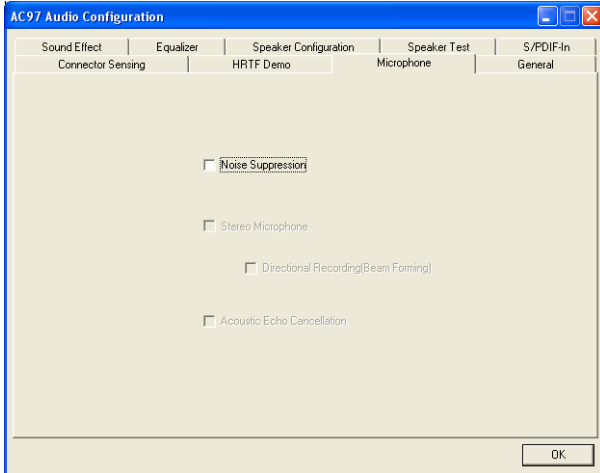 AC97 Audio Configuration
Sound Effect Equalizer Speaker Configuration Speaker Test S/PDIF-In
Connector Sensing HRTF Demo Microphone General
Noise Suppression
Stereo Microphone
Directional Recording(Beam Forming)
Acoustic Echo Cancellation
OK